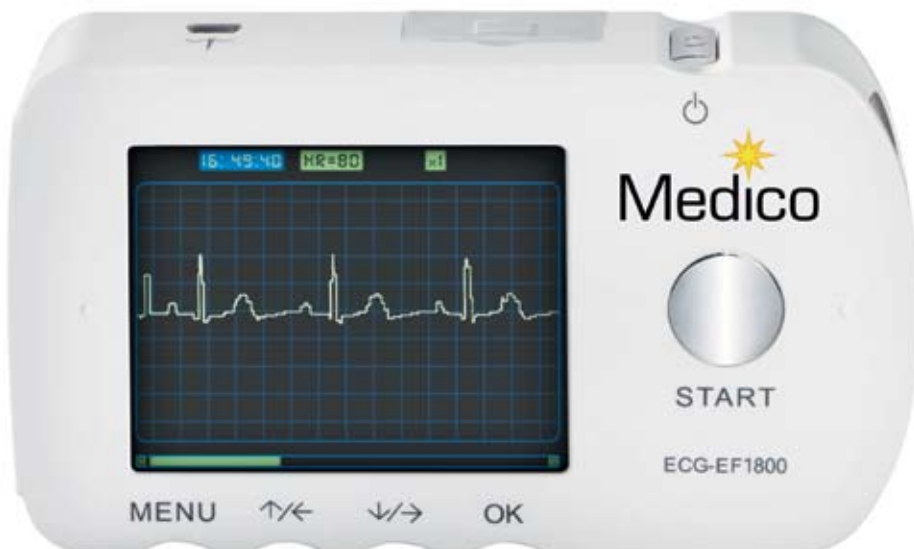 16:49:40 HR=80 x1
Medico
START
ECG-EF1800
MENU ↑/← ↓/→ OK